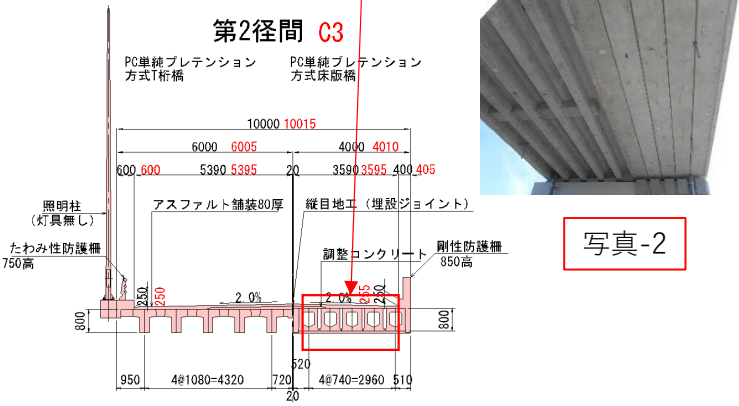 第2径間 C3
PC単純プレテンション
方式T桁橋
PC単純プレテンション
方式床版橋
10000 10015
6000 6005
4000 4010
600 600
5390 5395
20
3590 3595
400 405
照明柱
(灯具無し)
アスファルト舗装80厚
縦目地工(埋設ジョイント)
たわみ性防護柵
750高
調整コンクリート
剛性防護柵
850高
写真-2
250
250
2.0%
2.0%
255
250
800
800
520
950
4@1080=4320
720
4@740=2960
510
20